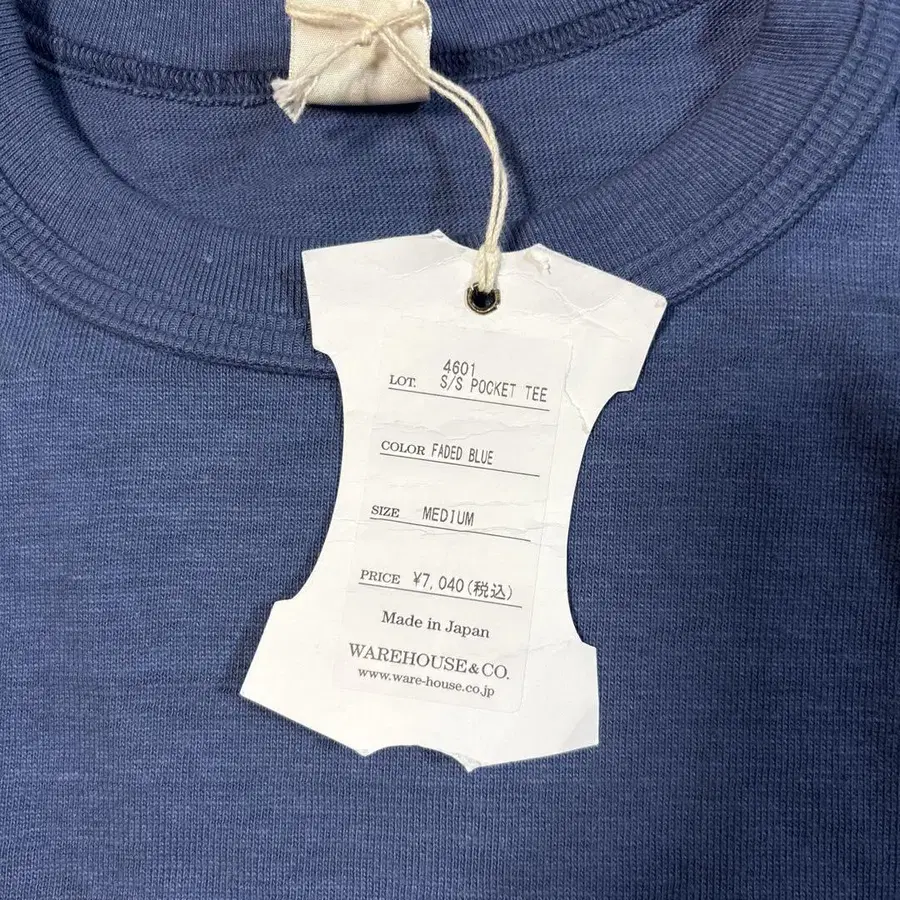 4601
LOT. S/S POCKET TEE
COLOR FADED BLUE
SIZE MEDIUM
PRICE ¥7,040(税込)
Made in Japan
WAREHOUSE & CO.
www.ware-house.co.jp